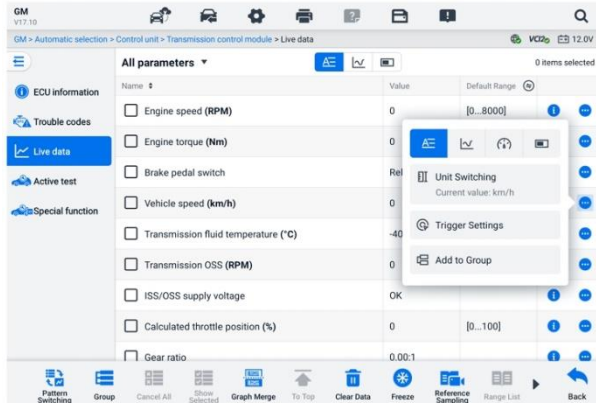 GM
V17.10
GM > Automatic selection > Control unit > Transmission control module > Live data
VCI2
12.0V
All parameters
0 items selected
ECU information
Trouble codes
Live data
Active test
Special function
Name
Value
Default Range
Engine speed (RPM)
0
[0...8000]
Engine torque (Nm)
0
Brake pedal switch
Rel
Vehicle speed (km/h)
0
Transmission fluid temperature (°C)
-40
Transmission OSS (RPM)
0
ISS/OSS supply voltage
OK
Calculated throttle position (%)
0
[0...100]
Gear ratio
0.00:1
Unit Switching
Current value: km/h
Trigger Settings
Add to Group
Pattern
Switching
Group
Cancel All
Show
Selected
Graph Merge
To Top
Clear Data
Freeze
Reference
Sampling
Range List
Back